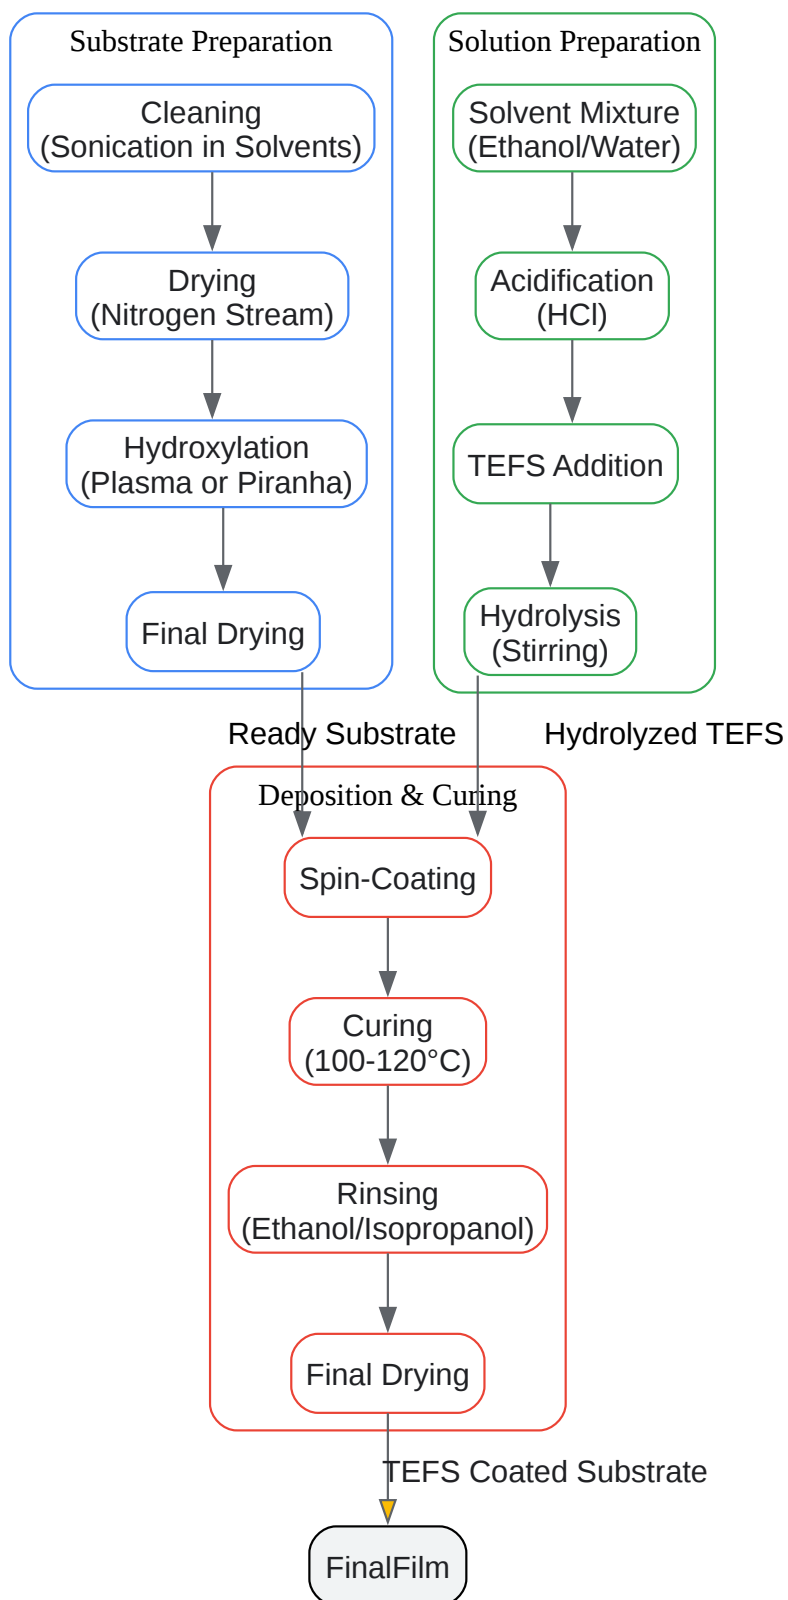 Substrate Preparation
Cleaning
(Sonication in Solvents)
Drying
(Nitrogen Stream)
Hydroxylation
(Plasma or Piranha)
Final Drying
Solution Preparation
Solvent Mixture
(Ethanol/Water)
Acidification
(HCl)
TEFS Addition
Hydrolysis
(Stirring)
Ready Substrate
Hydrolyzed TEFS
Deposition & Curing
Spin-Coating
Curing
(100-120°C)
Rinsing
(Ethanol/Isopropanol)
Final Drying
TEFS Coated Substrate
FinalFilm